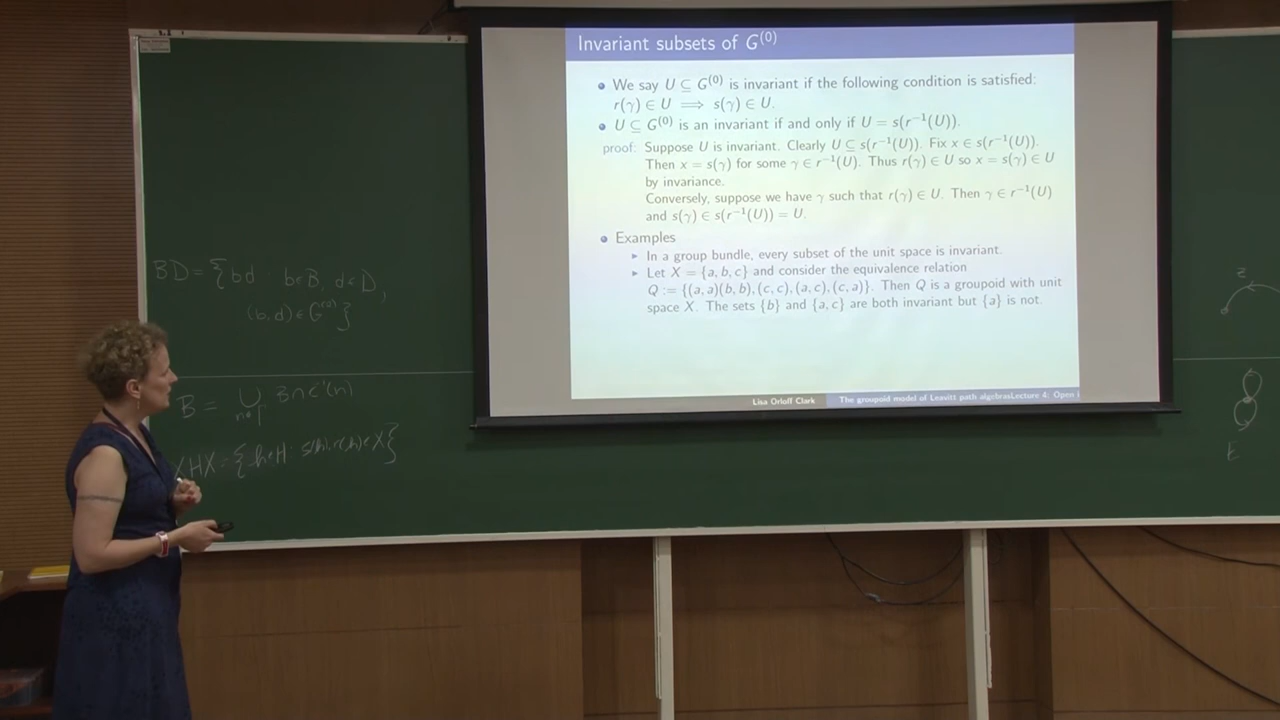 Invariant subsets of G⁽⁰⁾
• We say U ⊆ G⁽⁰⁾ is invariant if the following condition is satisfied:
r(γ) ∈ U ⟹ s(γ) ∈ U.
• U ⊆ G⁽⁰⁾ is an invariant if and only if U = s(r⁻¹(U)).
proof: Suppose U is invariant. Clearly U ⊆ s(r⁻¹(U)). Fix x ∈ s(r⁻¹(U)).
Then x = s(γ) for some γ ∈ r⁻¹(U). Thus r(γ) ∈ U so x = s(γ) ∈ U
by invariance.
Conversely, suppose we have γ such that r(γ) ∈ U. Then γ ∈ r⁻¹(U)
and s(γ) ∈ s(r⁻¹(U)) = U.
• Examples
▸ In a group bundle, every subset of the unit space is invariant.
▸ Let X = {a, b, c} and consider the equivalence relation
Q := {(a, a)(b, b), (c, c), (a, c), (c, a)}. Then Q is a groupoid with unit
space X. The sets {b} and {a, c} are both invariant but {a} is not.
Lisa Orloff Clark The groupoid model of Leavitt path algebrasLecture 4: Open
BD = {bd : b∈B, d∈D,
(b,d) ∈ G⁽⁰⁾}
B = ∪
HX = {h∈H :
z